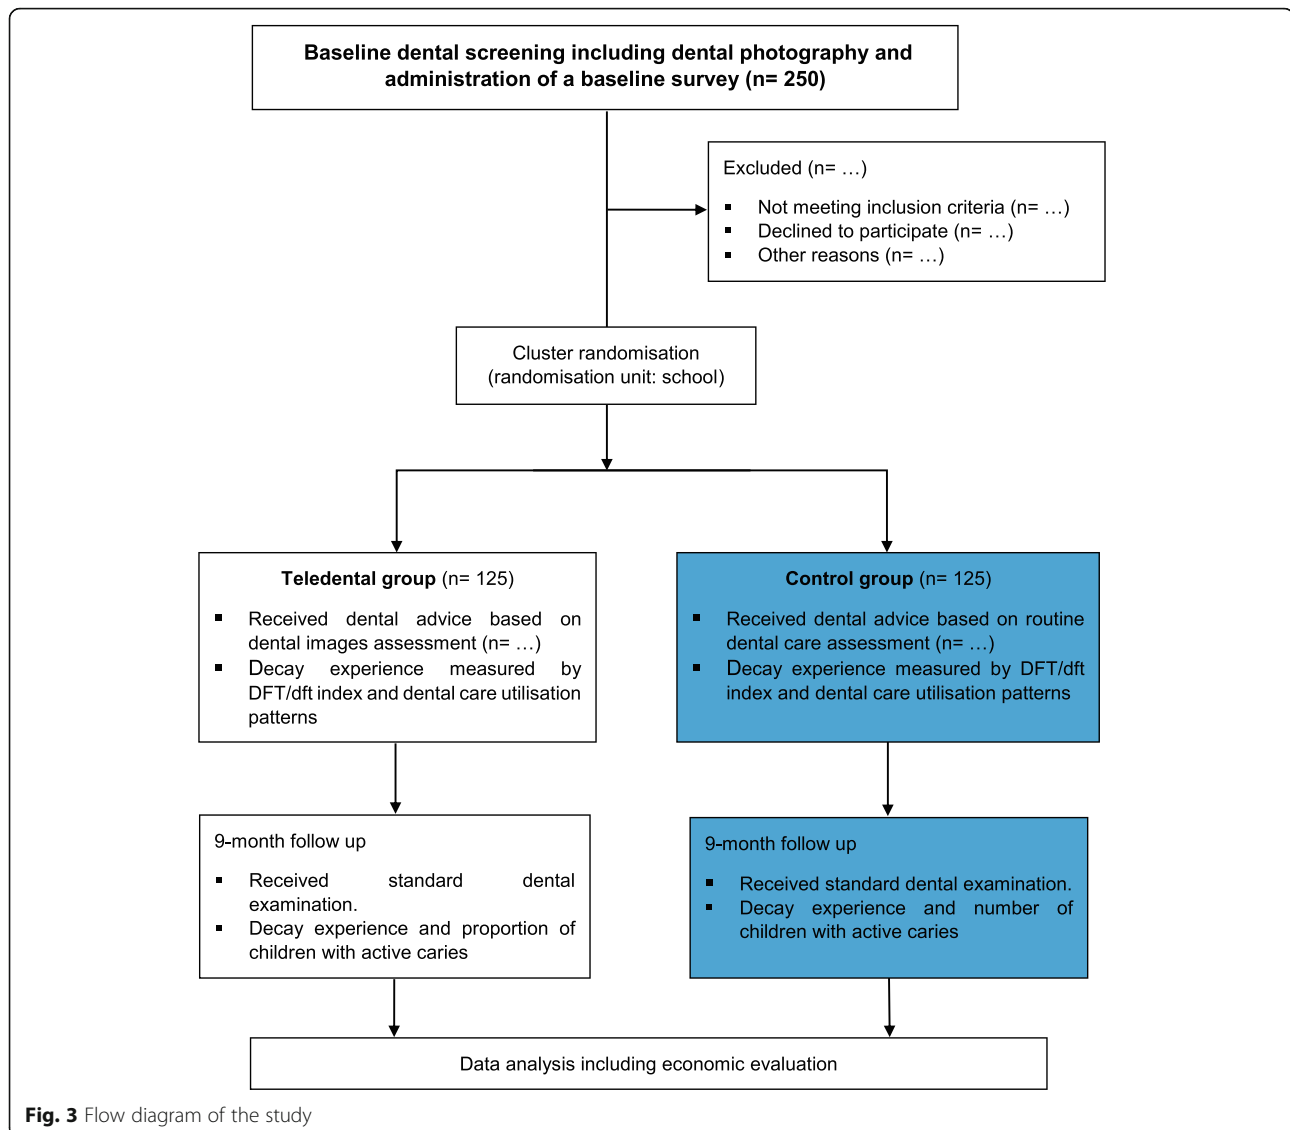 Baseline dental screening including dental photography and
administration of a baseline survey (n= 250)
Excluded (n= …)
▪ Not meeting inclusion criteria (n= …)
▪ Declined to participate (n= …)
▪ Other reasons (n= …)
Cluster randomisation
(randomisation unit: school)
Teledental group (n= 125)
▪ Received dental advice based on
dental images assessment (n= …)
▪ Decay experience measured by
DFT/dft index and dental care utilisation
patterns
Control group (n= 125)
▪ Received dental advice based on routine
dental care assessment (n= …)
▪ Decay experience measured by DFT/dft
index and dental care utilisation patterns
9-month follow up
▪ Received standard dental
examination.
▪ Decay experience and proportion of
children with active caries
9-month follow up
▪ Received standard dental examination.
▪ Decay experience and number of
children with active caries
Data analysis including economic evaluation
Fig. 3 Flow diagram of the study